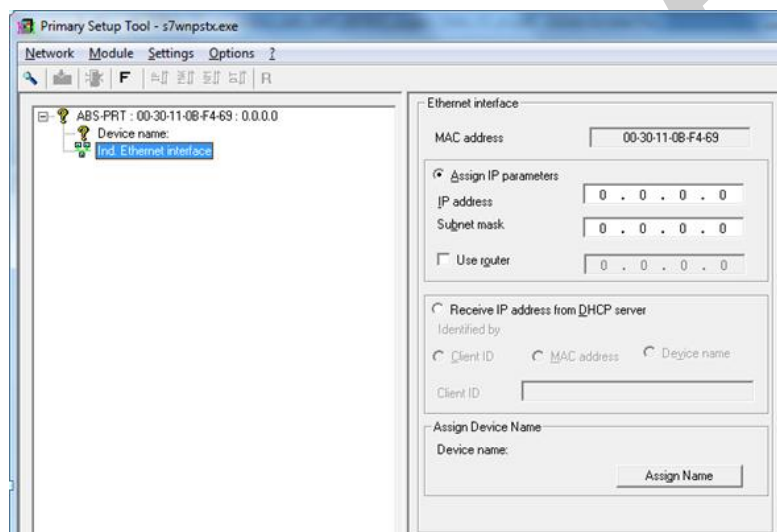 Primary Setup Tool - s7wnpstx.exe
Network Module Settings Options ?
F R
ABS-PRT : 00-30-11-0B-F4-69 : 0.0.0.0
Device name:
Ind. Ethernet interface
Ethernet interface
MAC address 00-30-11-0B-F4-69
Assign IP parameters
IP address 0 . 0 . 0 . 0
Subnet mask 0 . 0 . 0 . 0
Use router 0 . 0 . 0 . 0
Receive IP address from DHCP server
Identified by
Client ID MAC address Device name
Client ID
Assign Device Name
Device name:
Assign Name